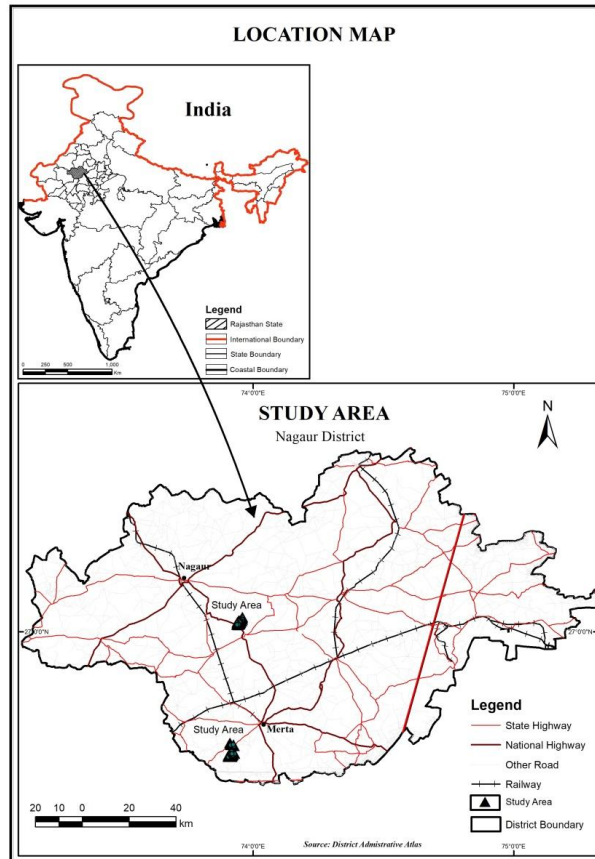 LOCATION MAP
India
Legend
Rajasthan State
International Boundary
State Boundary
Coastal Boundary
0 250 500 1,000
Km
74°0'0"E 75°0'0"E
STUDY AREA
Nagaur District
N
Nagaur
Study Area
27°0'0"N 27°0'0"N
Study Area
Merta
Legend
State Highway
National Highway
Other Road
Railway
Study Area
District Boundary
20 10 0 20 40
km
Source: District Admistrative Atlas
74°0'0"E 75°0'0"E